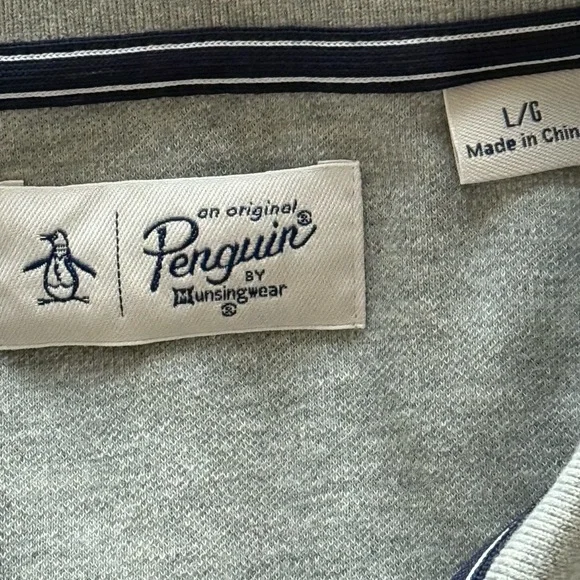 L/G
Made in Chin
an original
Penguin®
BY
Munsingwear
®